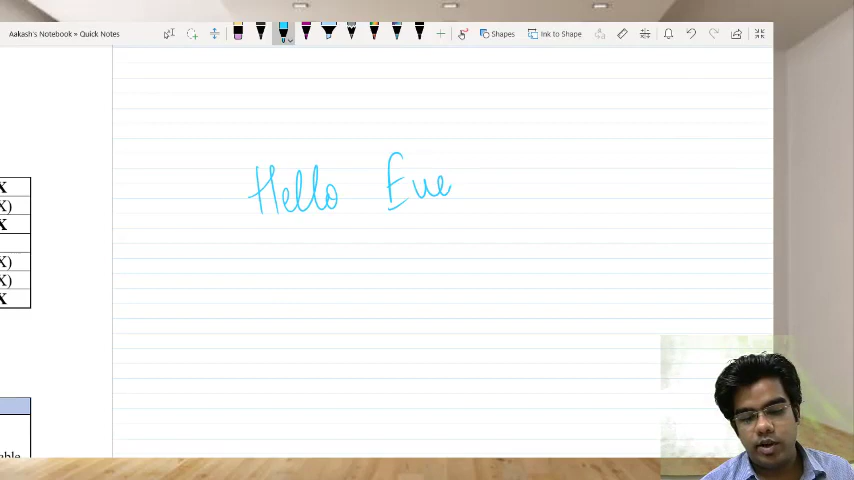 Aakash's Notebook » Quick Notes
Shapes
Ink to Shape
X
X)
X
X)
X)
X
Hello Eve